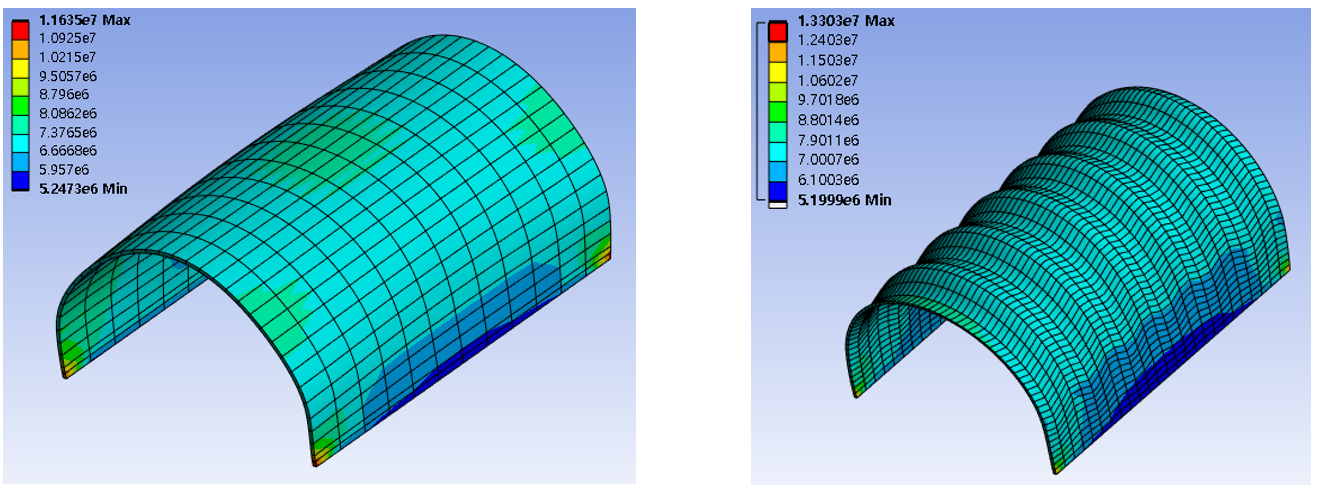 1.1635e7 Max
1.0925e7
1.0215e7
9.5057e6
8.796e6
8.0862e6
7.3765e6
6.6668e6
5.957e6
5.2473e6 Min
1.3303e7 Max
1.2403e7
1.1503e7
1.0602e7
9.7018e6
8.8014e6
7.9011e6
7.0007e6
6.1003e6
5.1999e6 Min